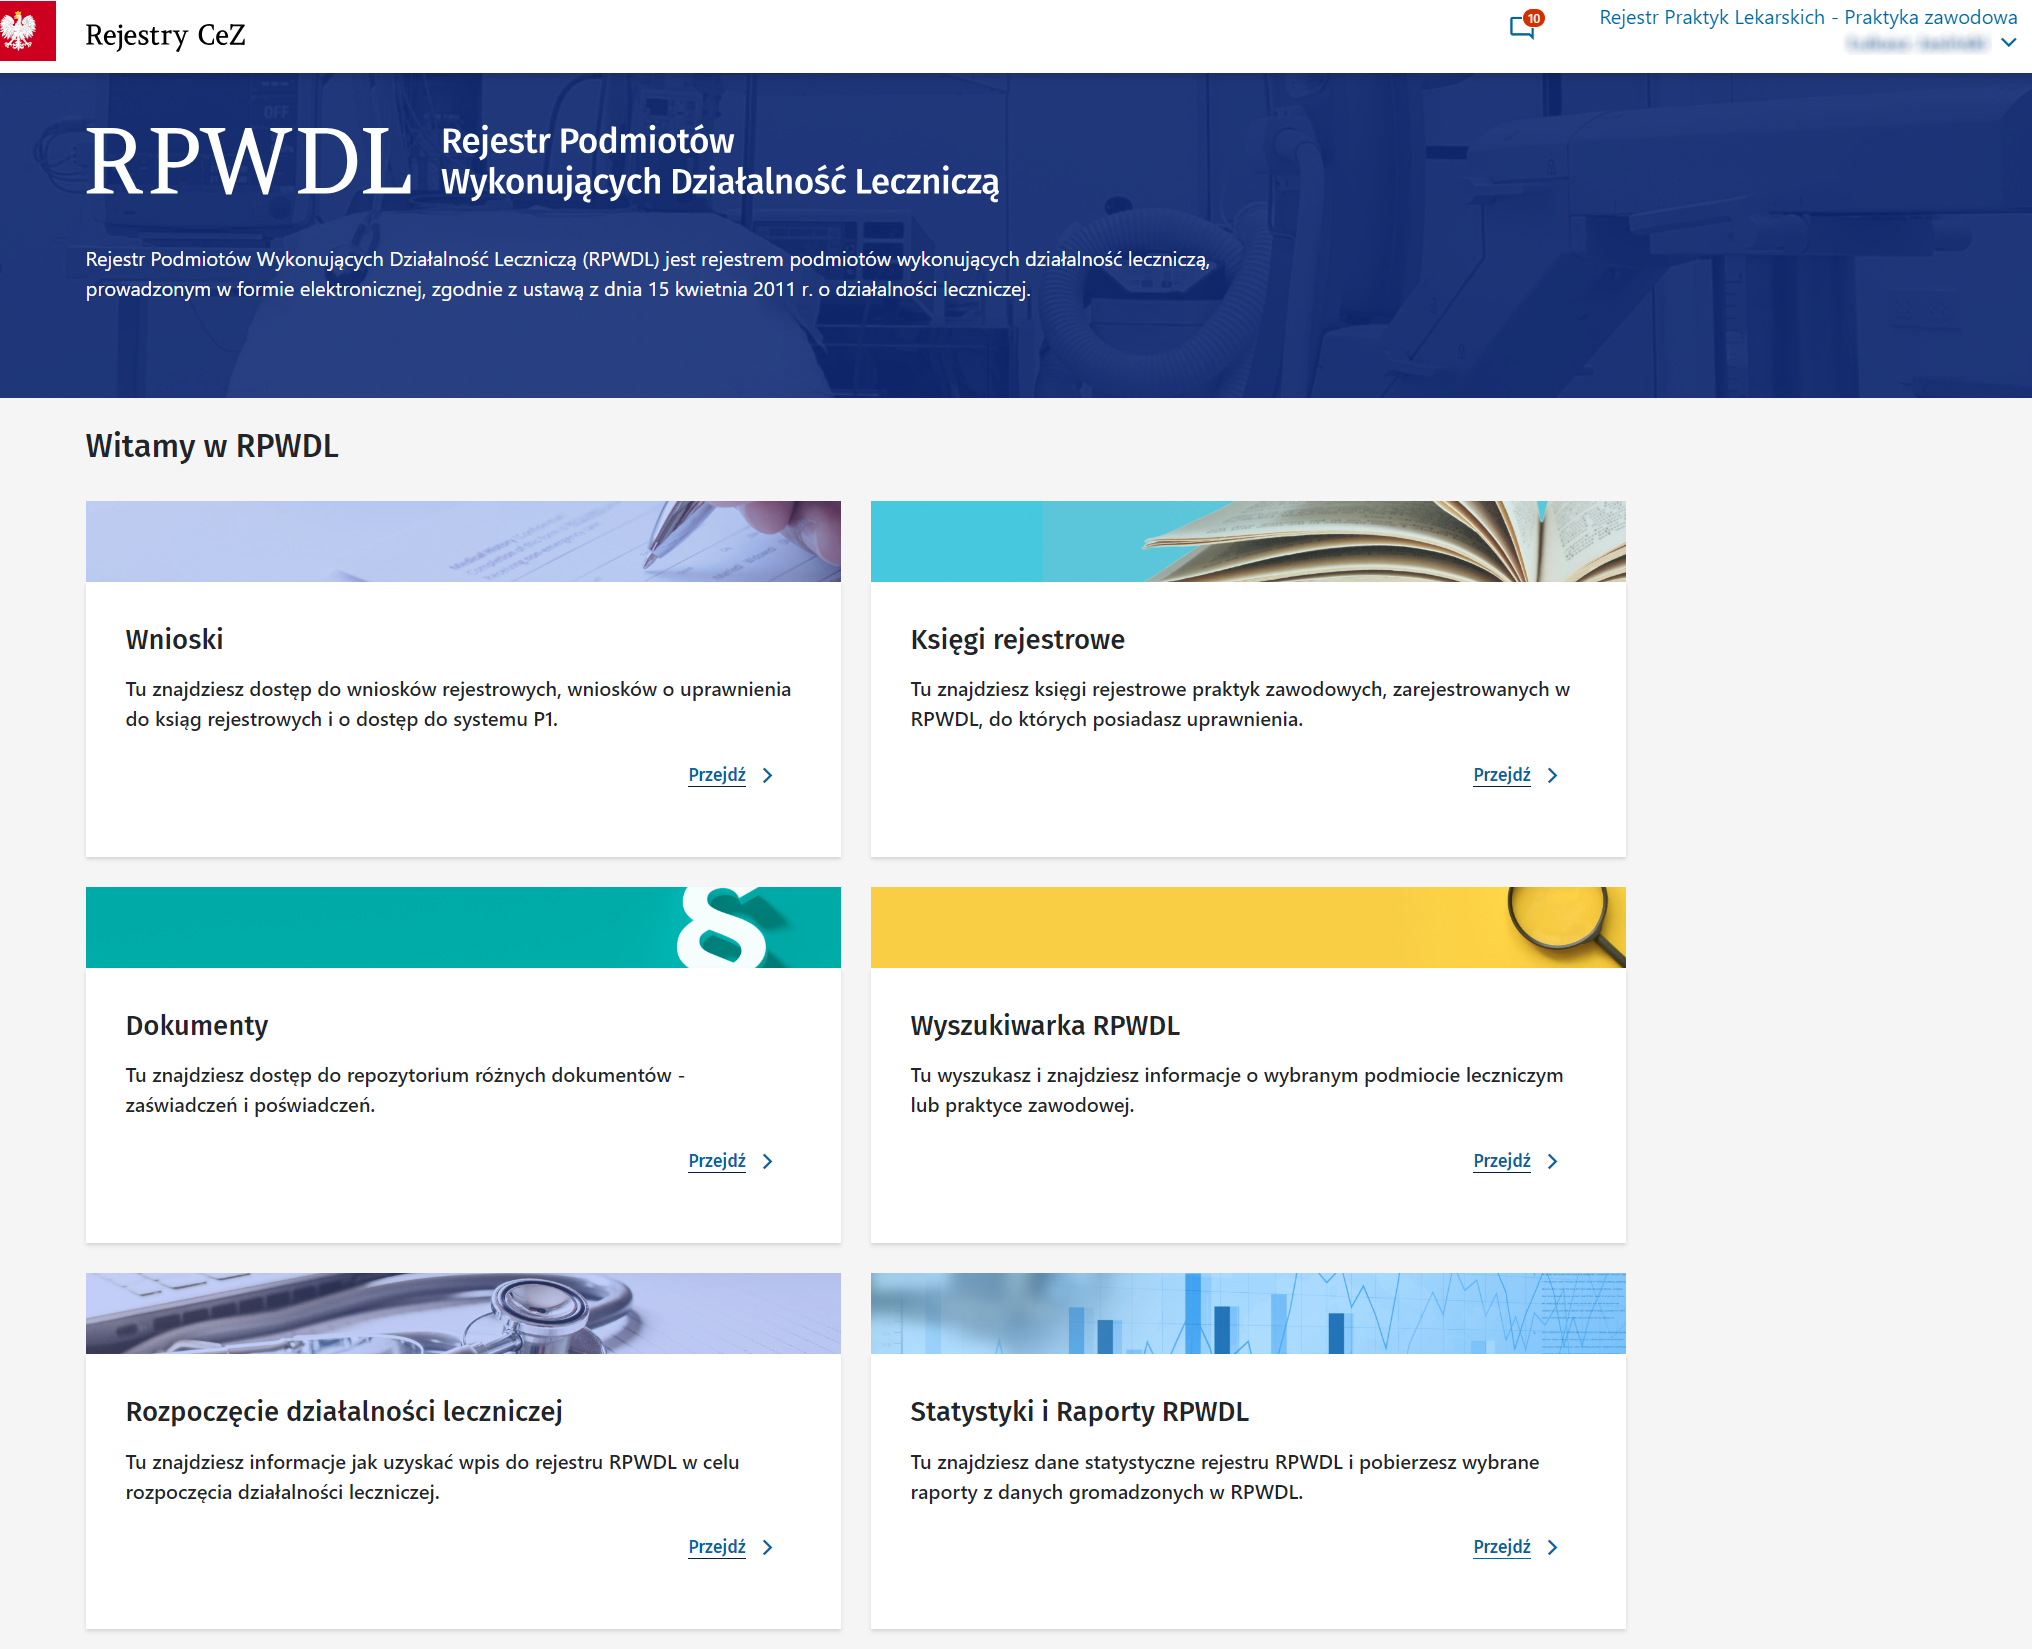 Rejestry CeZ
10
Rejestr Praktyk Lekarskich - Praktyka zawodowa
OFF
RPWDL
Rejestr Podmiotów
Wykonujących Działalność Leczniczą
Rejestr Podmiotów Wykonujących Działalność Leczniczą (RPWDL) jest rejestrem podmiotów wykonujących działalność leczniczą,
prowadzonym w formie elektronicznej, zgodnie z ustawą z dnia 15 kwietnia 2011 r. o działalności leczniczej.
Witamy w RPWDL
Wnioski
Tu znajdziesz dostęp do wniosków rejestrowych, wniosków o uprawnienia
do ksiąg rejestrowych i o dostęp do systemu P1.
Przejdź
Księgi rejestrowe
Tu znajdziesz księgi rejestrowe praktyk zawodowych, zarejestrowanych w
RPWDL, do których posiadasz uprawnienia.
Przejdź
§
Dokumenty
Tu znajdziesz dostęp do repozytorium różnych dokumentów -
zaświadczeń i poświadczeń.
Przejdź
Wyszukiwarka RPWDL
Tu wyszukasz i znajdziesz informacje o wybranym podmiocie leczniczym
lub praktyce zawodowej.
Przejdź
Rozpoczęcie działalności leczniczej
Tu znajdziesz informacje jak uzyskać wpis do rejestru RPWDL w celu
rozpoczęcia działalności leczniczej.
Przejdź
Statystyki i Raporty RPWDL
Tu znajdziesz dane statystyczne rejestru RPWDL i pobierzesz wybrane
raporty z danych gromadzonych w RPWDL.
Przejdź